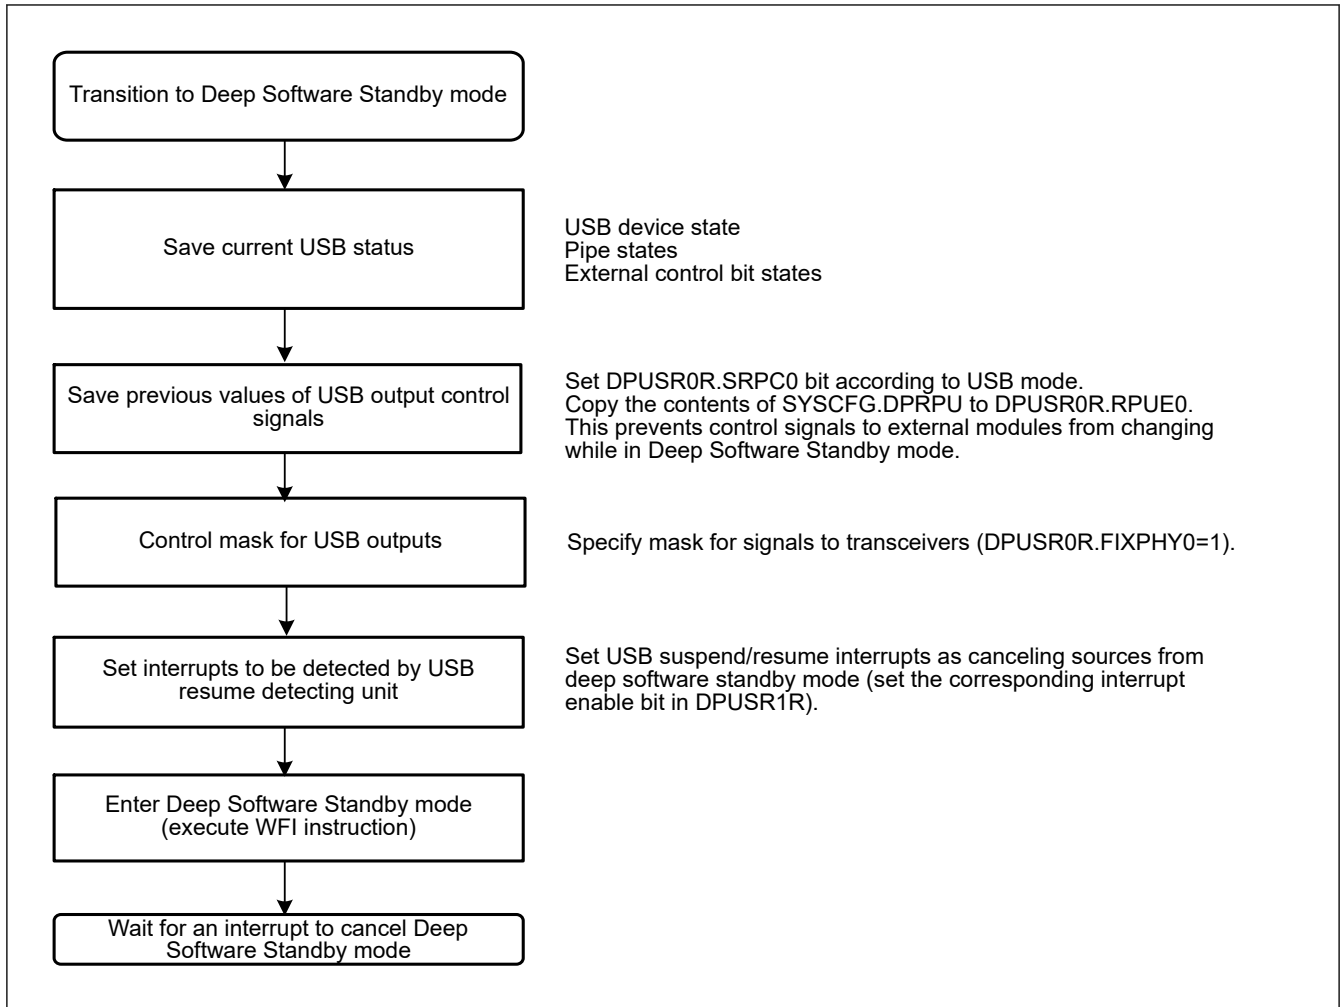 Transition to Deep Software Standby mode
Save current USB status
USB device state
Pipe states
External control bit states
Save previous values of USB output control
signals
Set DPUSR0R.SRPC0 bit according to USB mode.
Copy the contents of SYSCFG.DPRPU to DPUSR0R.RPUE0.
This prevents control signals to external modules from changing
while in Deep Software Standby mode.
Control mask for USB outputs
Specify mask for signals to transceivers (DPUSR0R.FIXPHY0=1).
Set interrupts to be detected by USB
resume detecting unit
Set USB suspend/resume interrupts as canceling sources from
deep software standby mode (set the corresponding interrupt
enable bit in DPUSR1R).
Enter Deep Software Standby mode
(execute WFI instruction)
Wait for an interrupt to cancel Deep
Software Standby mode